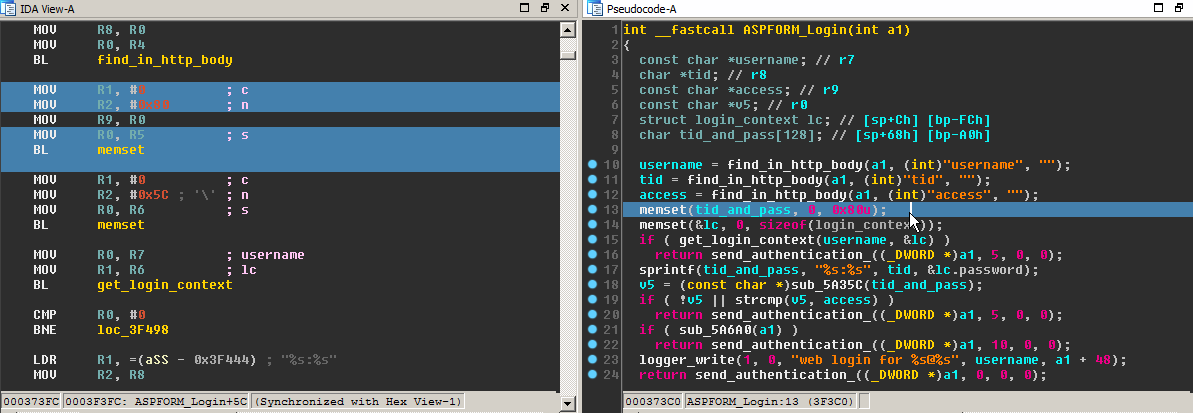 IDA View-A
MOV R8, R0
MOV R0, R4
BL find_in_http_body
MOV R1, #0 ; c
MOV R2, #0x80 ; n
MOV R9, R0
MOV R0, R5 ; s
BL memset
MOV R1, #0 ; c
MOV R2, #0x5C ; '\' ; n
MOV R0, R6 ; s
BL memset
MOV R0, R7 ; username
MOV R1, R6 ; lc
BL get_login_context
CMP R0, #0
BNE loc_3F498
LDR R1, =(aSS - 0x3F444) ; "%s:%s"
MOV R2, R8
000373FC 0003F3FC: ASPFORM_Login+5C (Synchronized with Hex View-1)
Pseudocode-A
1 int __fastcall ASPFORM_Login(int a1)
2 {
3 const char *username; // r7
4 char *tid; // r8
5 const char *access; // r9
6 const char *v5; // r0
7 struct login_context lc; // [sp+Ch] [bp-FCh]
8 char tid_and_pass[128]; // [sp+68h] [bp-A0h]
9
10 username = find_in_http_body(a1, (int)"username", "");
11 tid = find_in_http_body(a1, (int)"tid", "");
12 access = find_in_http_body(a1, (int)"access", "");
13 memset(tid_and_pass, 0, 0x80u);
14 memset(&lc, 0, sizeof(login_context));
15 if ( get_login_context(username, &lc) )
16 return send_authentication_((_DWORD *)a1, 5, 0, 0);
17 sprintf(tid_and_pass, "%s:%s", tid, &lc.password);
18 v5 = (const char *)sub_5A35C(tid_and_pass);
19 if ( !v5 || strcmp(v5, access) )
20 return send_authentication_((_DWORD *)a1, 5, 0, 0);
21 if ( sub_5A6A0(a1) )
22 return send_authentication_((_DWORD *)a1, 10, 0, 0);
23 logger_write(1, 0, "web login for %s@%s", username, a1 + 48);
24 return send_authentication_((_DWORD *)a1, 0, 0, 0);
000373C0 ASPFORM_Login:13 (3F3C0)